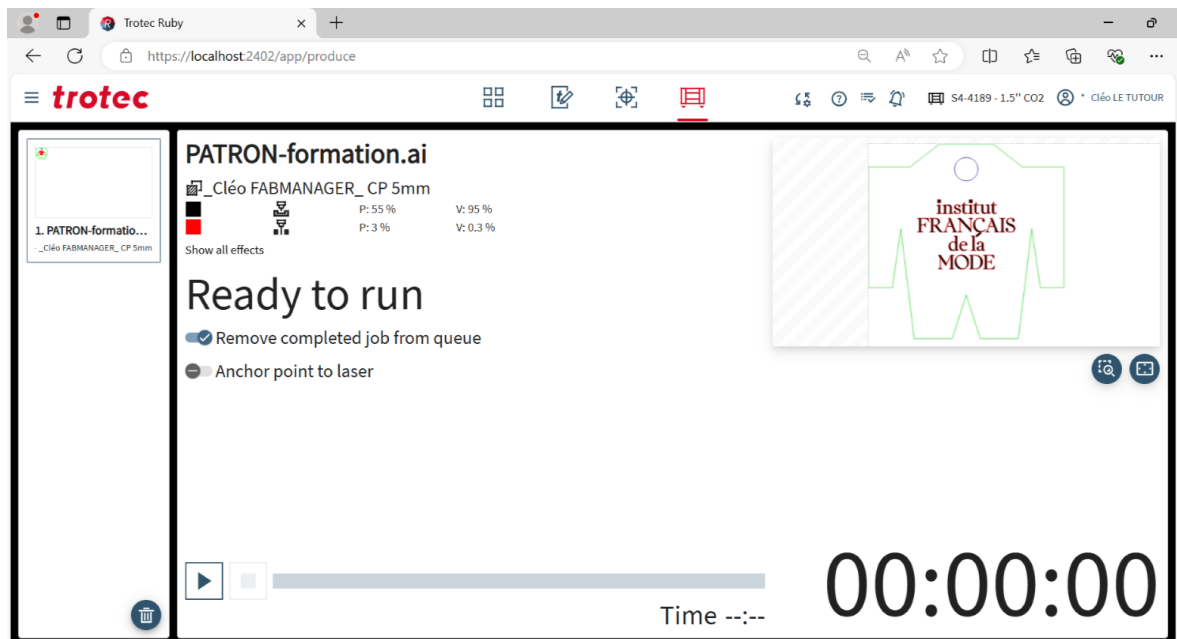 Trotec Ruby
https://localhost:2402/app/produce
trotec
S4-4189 - 1.5'' CO2
Cléo LE TUTOUR
1. PATRON-formatio...
- _Cléo FABMANAGER_ CP 5mm
PATRON-formation.ai
_Cléo FABMANAGER_ CP 5mm
P: 55 % V: 95 %
P: 3 % V: 0.3 %
Show all effects
Ready to run
Remove completed job from queue
Anchor point to laser
institut
FRANÇAIS
de la
MODE
Time --:--
00:00:00